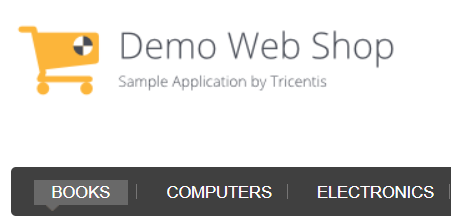 Demo Web Shop
Sample Application by Tricentis
BOOKS COMPUTERS ELECTRONICS